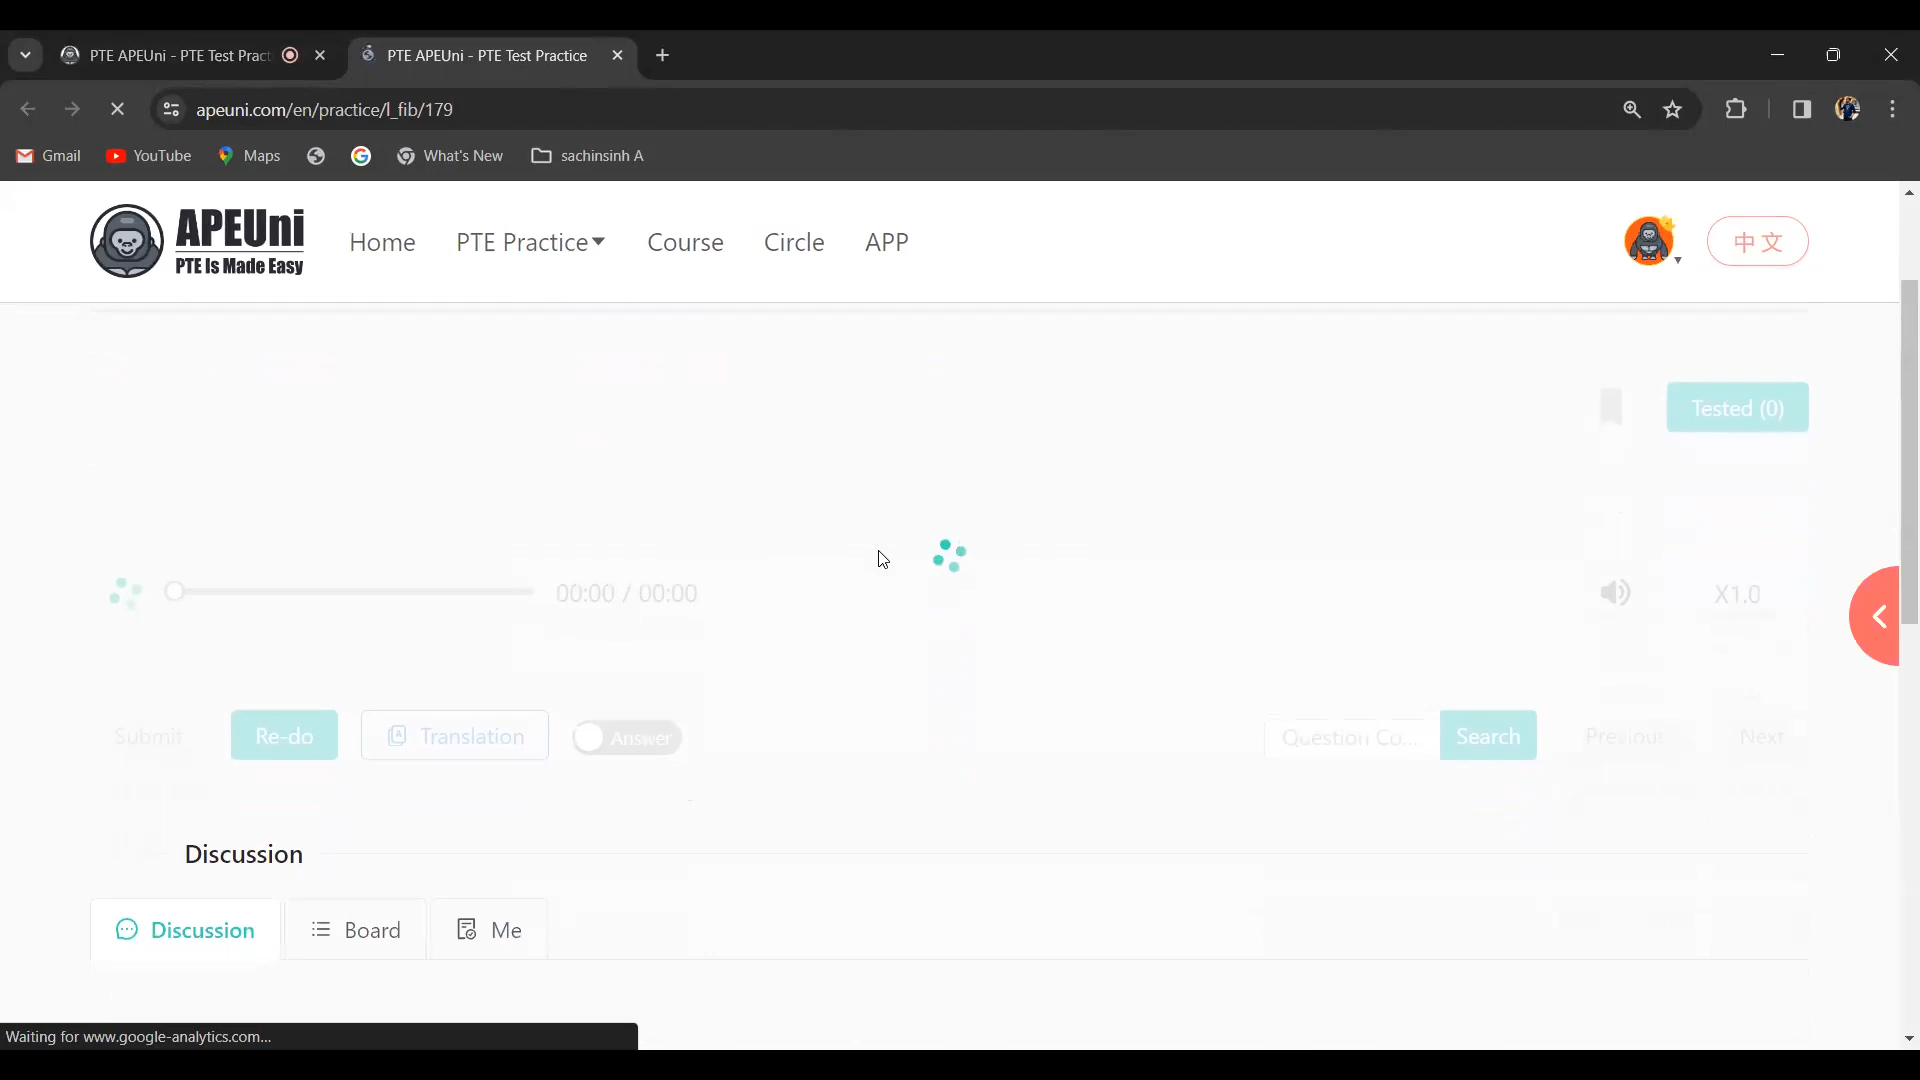 PTE APEUni - PTE Test Pract
PTE APEUni - PTE Test Practice
apeuni.com/en/practice/l_fib/179
Gmail
YouTube
Maps
What's New
sachinsinh A
APEUni
PTE Is Made Easy
Home
PTE Practice
Course
Circle
APP
中文
Tested (0)
00:00 / 00:00
X1.0
Submit
Re-do
Translation
Answer
Question Co...
Search
Previous
Next
Discussion
Discussion
Board
Me
Waiting for www.google-analytics.com...